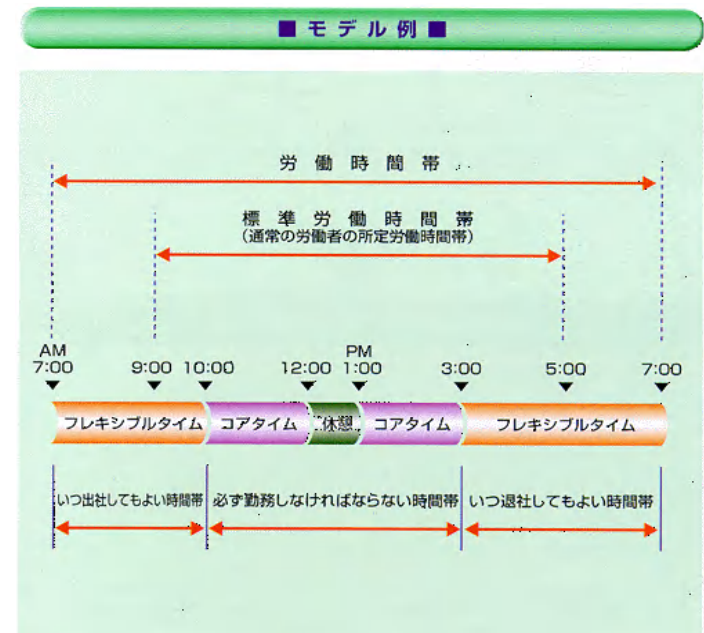 ■モデル例■
労働時間帯
標準労働時間帯
(通常の労働者の所定労働時間帯)
AM
7:00
9:00
10:00
12:00
PM
1:00
3:00
5:00
7:00
フレキシブルタイム
コアタイム
休憩
コアタイム
フレキシブルタイム
いつ出社してもよい時間帯
必ず勤務しなければならない時間帯
いつ退社してもよい時間帯